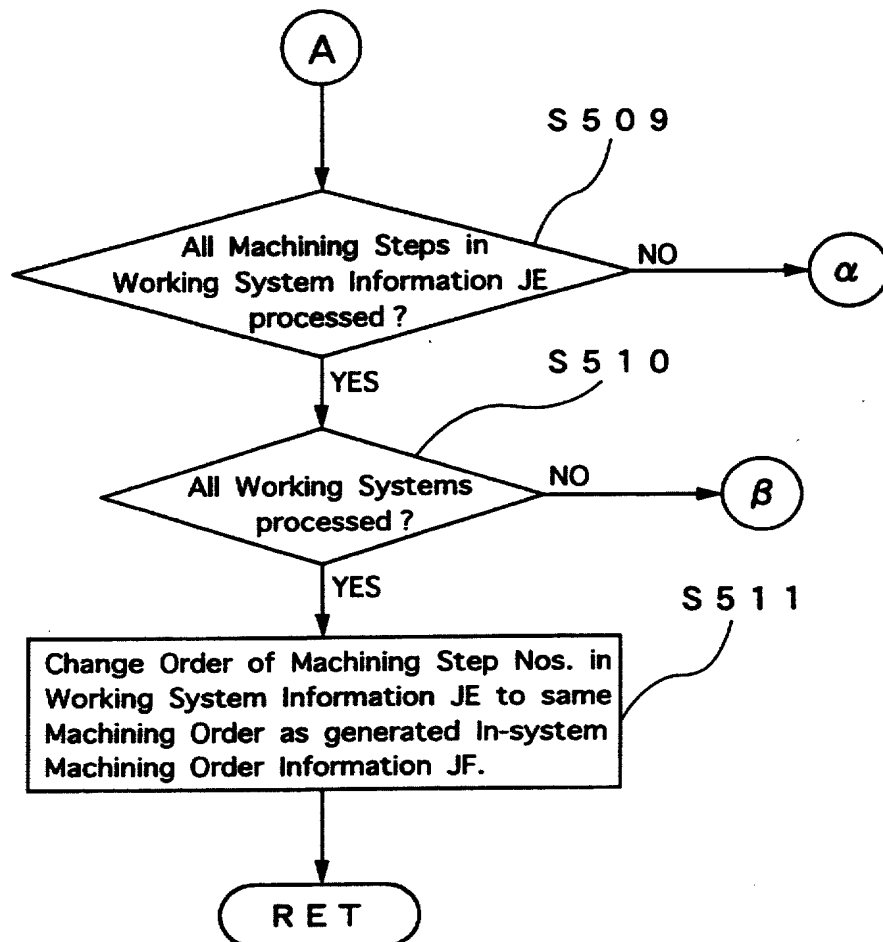 A
S509
All Machining Steps in
Working System Information JE
processed?
NO
α
YES
S510
All Working Systems
processed?
NO
β
YES
S511
Change Order of Machining Step Nos. in
Working System Information JE to same
Machining Order as generated In-system
Machining Order Information JF.
RET